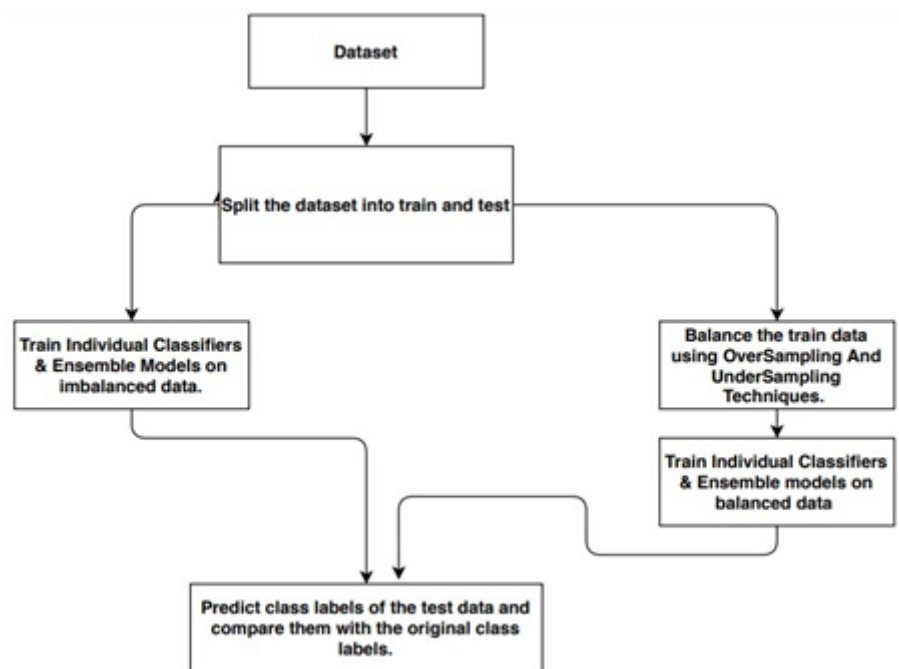 Dataset
Split the dataset into train and test
Train Individual Classifiers
& Ensemble Models on
imbalanced data.
Balance the train data
using OverSampling And
UnderSampling
Techniques.
Train Individual Classifiers
& Ensemble models on
balanced data
Predict class labels of the test data and
compare them with the original class
labels.